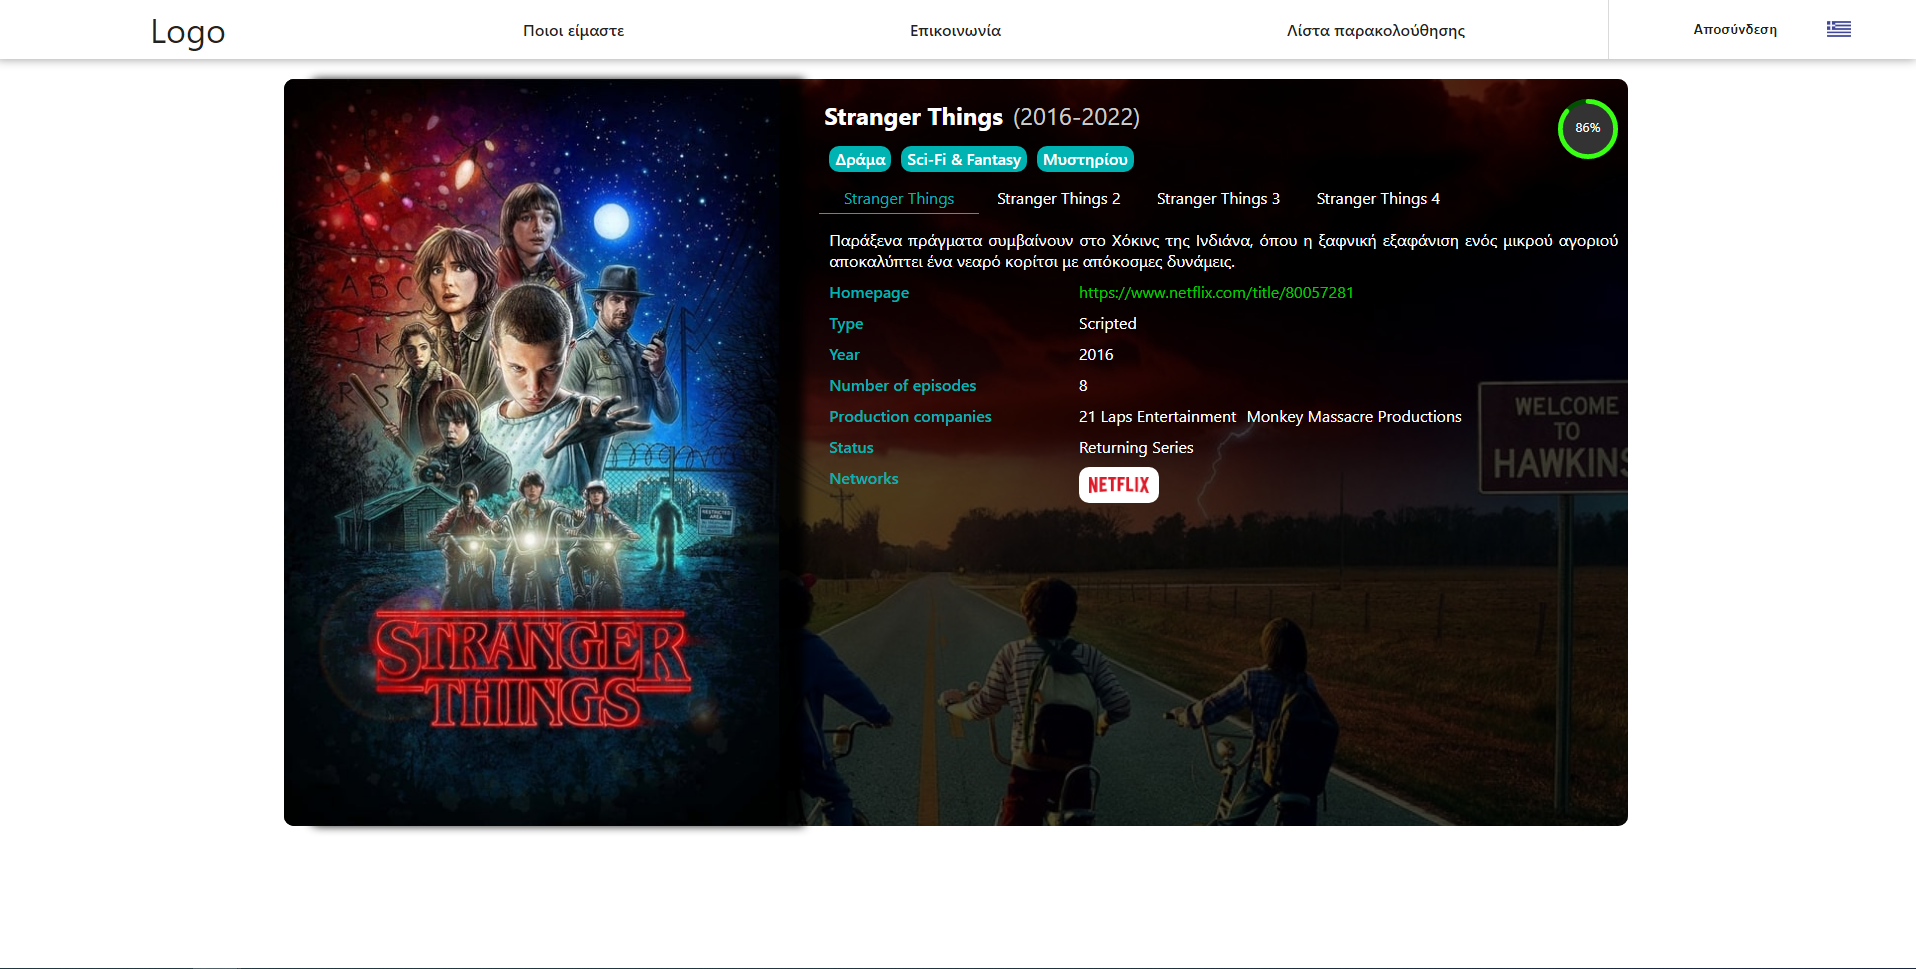 Logo
Ποιοι είμαστε
Επικοινωνία
Λίστα παρακολούθησης
Αποσύνδεση
Stranger Things (2016-2022)
86%
Δράμα
Sci-Fi & Fantasy
Μυστηρίου
Stranger Things
Stranger Things 2
Stranger Things 3
Stranger Things 4
Παράξενα πράγματα συμβαίνουν στο Χόκινς της Ινδιάνα, όπου η ξαφνική εξαφάνιση ενός μικρού αγοριού
αποκαλύπτει ένα νεαρό κορίτσι με απόκοσμες δυνάμεις.
Homepage https://www.netflix.com/title/80057281
Type Scripted
Year 2016
Number of episodes 8
Production companies 21 Laps Entertainment Monkey Massacre Productions
Status Returning Series
Networks NETFLIX
A B C
J K
R S
RESTRICTED
AREA
STRANGER
THINGS
WELCOME
TO
HAWKINS